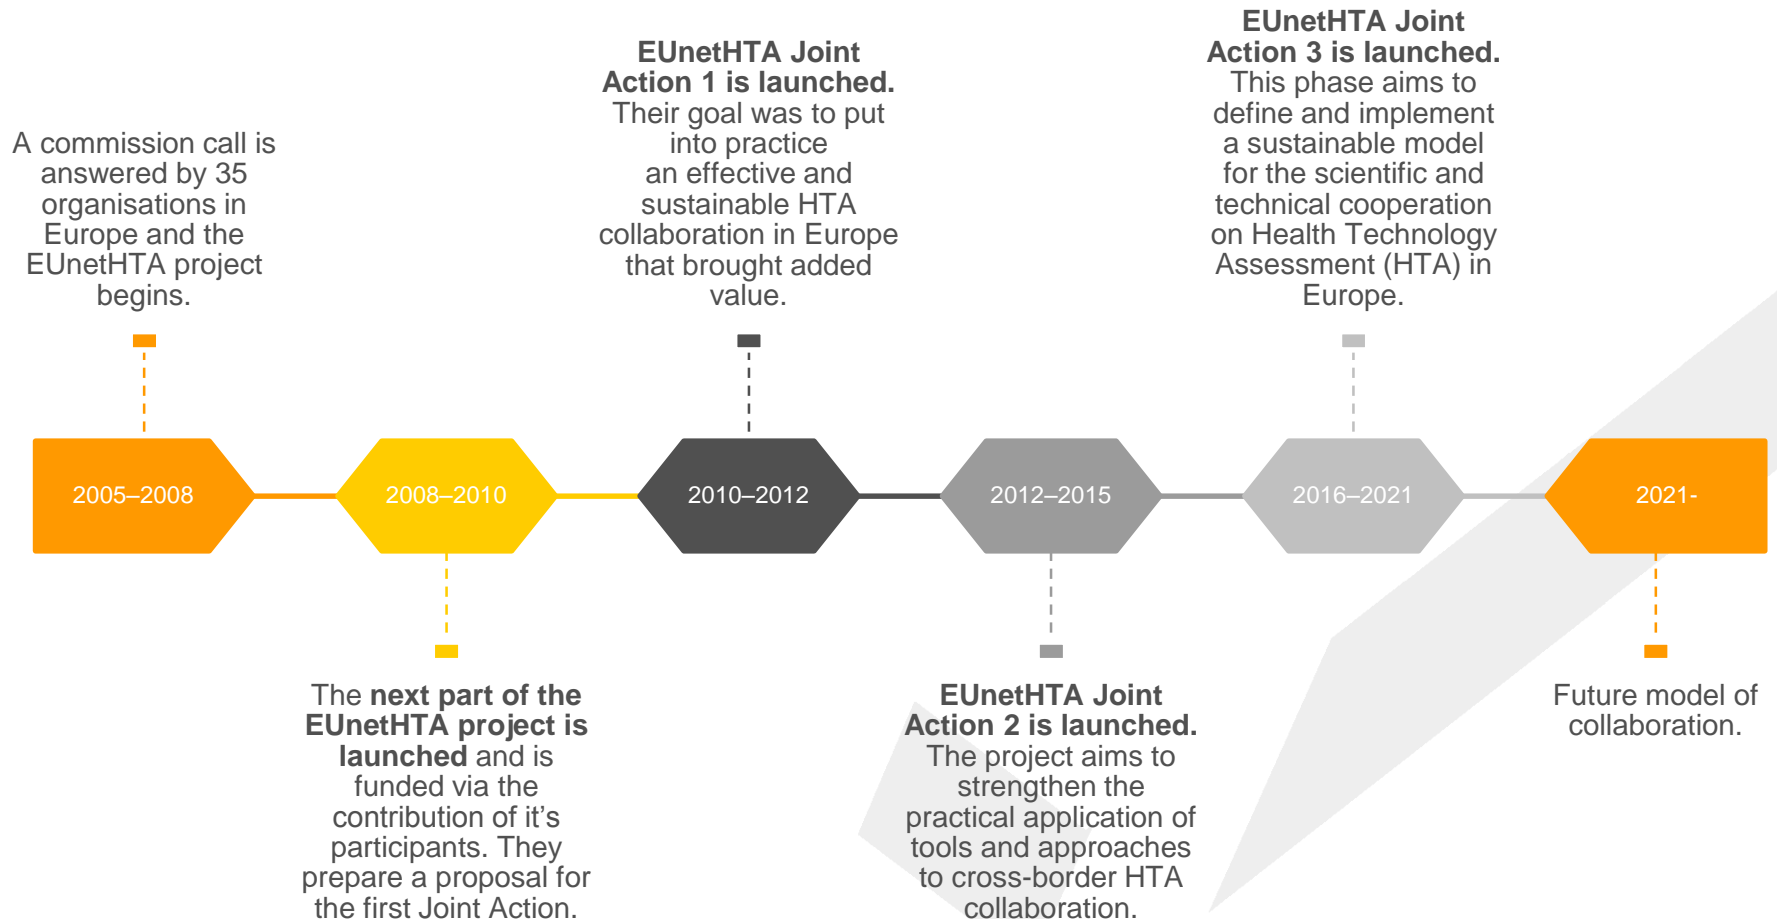 A commission call is
answered by 35
organisations in
Europe and the
EUnetHTA project
begins.
EUnetHTA Joint
Action 1 is launched.
Their goal was to put
into practice
an effective and
sustainable HTA
collaboration in Europe
that brought added
value.
EUnetHTA Joint
Action 3 is launched.
This phase aims to
define and implement
a sustainable model
for the scientific and
technical cooperation
on Health Technology
Assessment (HTA) in
Europe.
2005–2008
2008–2010
2010–2012
2012–2015
2016–2021
2021-
The next part of the
EUnetHTA project is
launched and is
funded via the
contribution of it’s
participants. They
prepare a proposal for
the first Joint Action.
EUnetHTA Joint
Action 2 is launched.
The project aims to
strengthen the
practical application of
tools and approaches
to cross-border HTA
collaboration.
Future model of
collaboration.